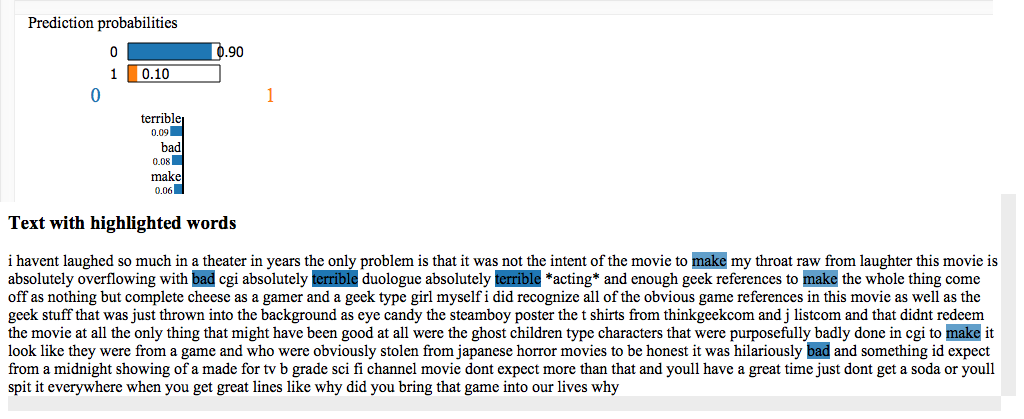 Prediction probabilities
0 0.90
1 0.10
0 1
terrible
0.09
bad
0.08
make
0.06
Text with highlighted words
i havent laughed so much in a theater in years the only problem is that it was not the intent of the movie to make my throat raw from laughter this movie is
absolutely overflowing with bad cgi absolutely terrible duologue absolutely terrible *acting* and enough geek references to make the whole thing come
off as nothing but complete cheese as a gamer and a geek type girl myself i did recognize all of the obvious game references in this movie as well as the
geek stuff that was just thrown into the background as eye candy the steamboy poster the t shirts from thinkgeekcom and j listcom and that didnt redeem
the movie at all the only thing that might have been good at all were the ghost children type characters that were purposefully badly done in cgi to make it
look like they were from a game and who were obviously stolen from japanese horror movies to be honest it was hilariously bad and something id expect
from a midnight showing of a made for tv b grade sci fi channel movie dont expect more than that and youll have a great time just dont get a soda or youll
spit it everywhere when you get great lines like why did you bring that game into our lives why